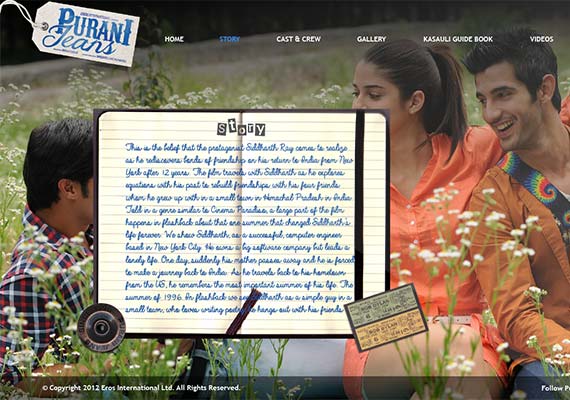 PURANI
Jeans
HOME
STORY
CAST & CREW
GALLERY
KASAULI GUIDE BOOK
VIDEOS
story
This is the belief that the protagonist Siddharth Ray comes to realize
as he rediscovers bonds of friendship on his return to India from New
York after 12 years. The film travels with Siddharth as he explores
equations with his past to rebuild friendships with his four friends
whom he grew up with in a small town in Himachal Pradesh in India.
Told in a genre similar to Cinema Paradiso, a large part of the film
happens in flashback about that one summer that changed Siddharth's
life forever. We show Siddharth, as a successful, computer engineer
based in New York City. He owns a big software company but leads a
lonely life. One day, suddenly his mother passes away and he is forced
to make a journey back to India. As he travels back to his hometown
from the US, he remembers the most important summer of his life. The
summer of 1996. In flashback we see Siddharth as a simple guy in a
small town, who loves writing poetry. He hangs out with his friends
BOB DYLAN
BOB DYLAN
© Copyright 2012 Eros International Ltd. All Rights Reserved.
Follow Pu